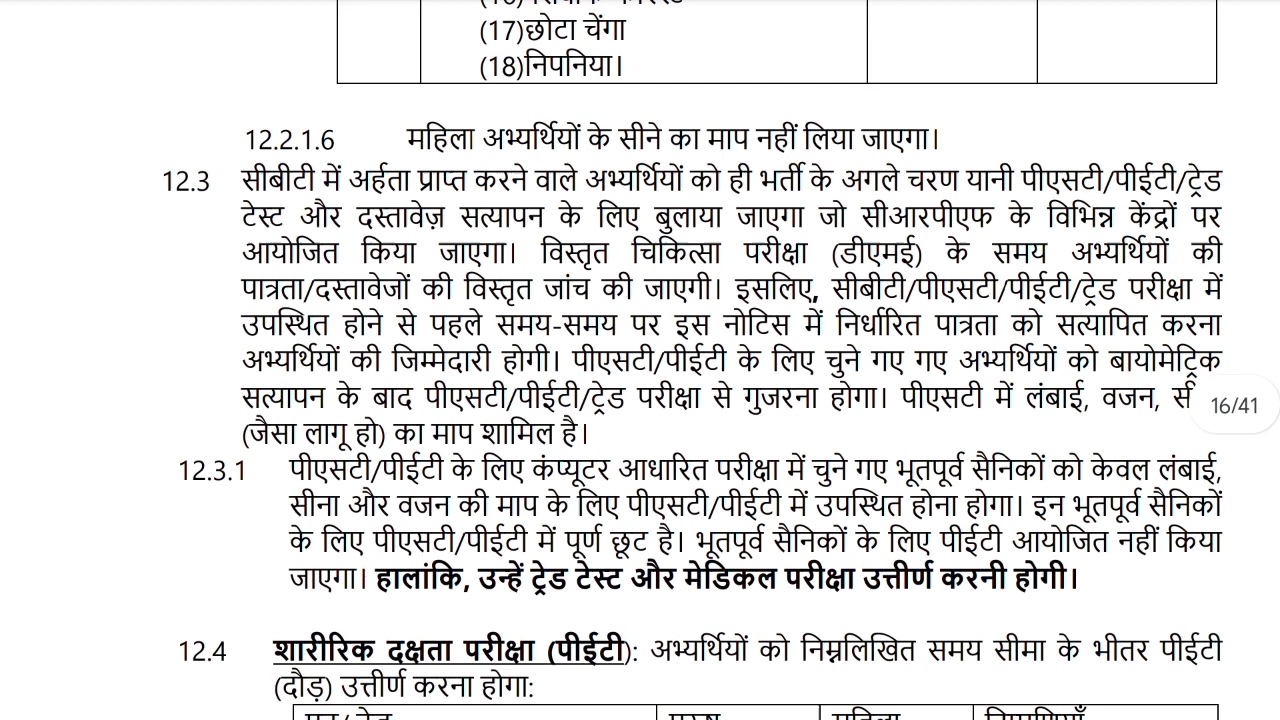 (17)छोटा चेंगा
(18)निपनिया।
12.2.1.6 महिला अभ्यर्थियों के सीने का माप नहीं लिया जाएगा।
12.3 सीबीटी में अर्हता प्राप्त करने वाले अभ्यर्थियों को ही भर्ती के अगले चरण यानी पीएसटी/पीईटी/ट्रेड
टेस्ट और दस्तावेज़ सत्यापन के लिए बुलाया जाएगा जो सीआरपीएफ के विभिन्न केंद्रों पर
आयोजित किया जाएगा। विस्तृत चिकित्सा परीक्षा (डीएमई) के समय अभ्यर्थियों की
पात्रता/दस्तावेजों की विस्तृत जांच की जाएगी। इसलिए, सीबीटी/पीएसटी/पीईटी/ट्रेड परीक्षा में
उपस्थित होने से पहले समय-समय पर इस नोटिस में निर्धारित पात्रता को सत्यापित करना
अभ्यर्थियों की जिम्मेदारी होगी। पीएसटी/पीईटी के लिए चुने गए गए अभ्यर्थियों को बायोमेट्रिक
सत्यापन के बाद पीएसटी/पीईटी/ट्रेड परीक्षा से गुजरना होगा। पीएसटी में लंबाई, वजन,
16/41
(जैसा लागू हो) का माप शामिल है।
12.3.1 पीएसटी/पीईटी के लिए कंप्यूटर आधारित परीक्षा में चुने गए भूतपूर्व सैनिकों को केवल लंबाई,
सीना और वजन की माप के लिए पीएसटी/पीईटी में उपस्थित होना होगा। इन भूतपूर्व सैनिकों
के लिए पीएसटी/पीईटी में पूर्ण छूट है। भूतपूर्व सैनिकों के लिए पीईटी आयोजित नहीं किया
जाएगा। हालांकि, उन्हें ट्रेड टेस्ट और मेडिकल परीक्षा उत्तीर्ण करनी होगी।
12.4 शारीरिक दक्षता परीक्षा (पीईटी): अभ्यर्थियों को निम्नलिखित समय सीमा के भीतर पीईटी
(दौड़) उत्तीर्ण करना होगा: